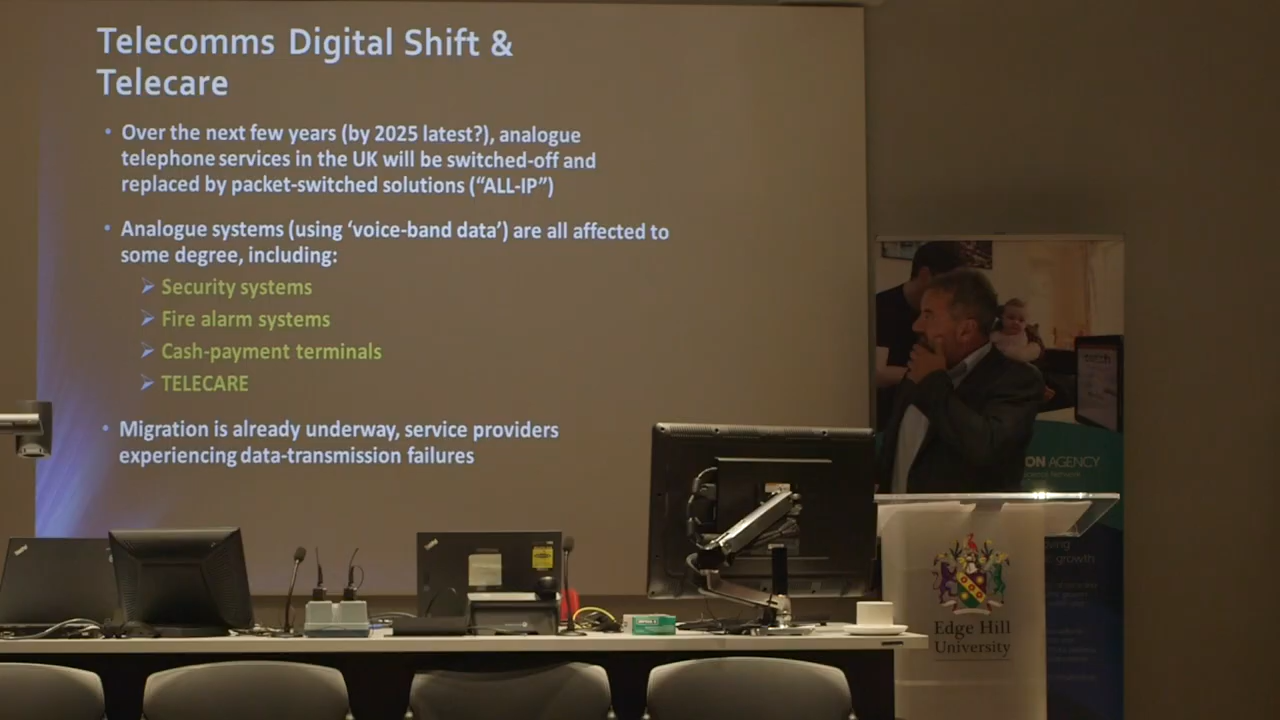 Telecomms Digital Shift &
Telecare
• Over the next few years (by 2025 latest?), analogue
telephone services in the UK will be switched-off and
replaced by packet-switched solutions (“ALL-IP”)
• Analogue systems (using ‘voice-band data’) are all affected to
some degree, including:
➢ Security systems
➢ Fire alarm systems
➢ Cash-payment terminals
➢ TELECARE
• Migration is already underway, service providers
experiencing data-transmission failures
ON AGENCY
growth
Edge Hill
University